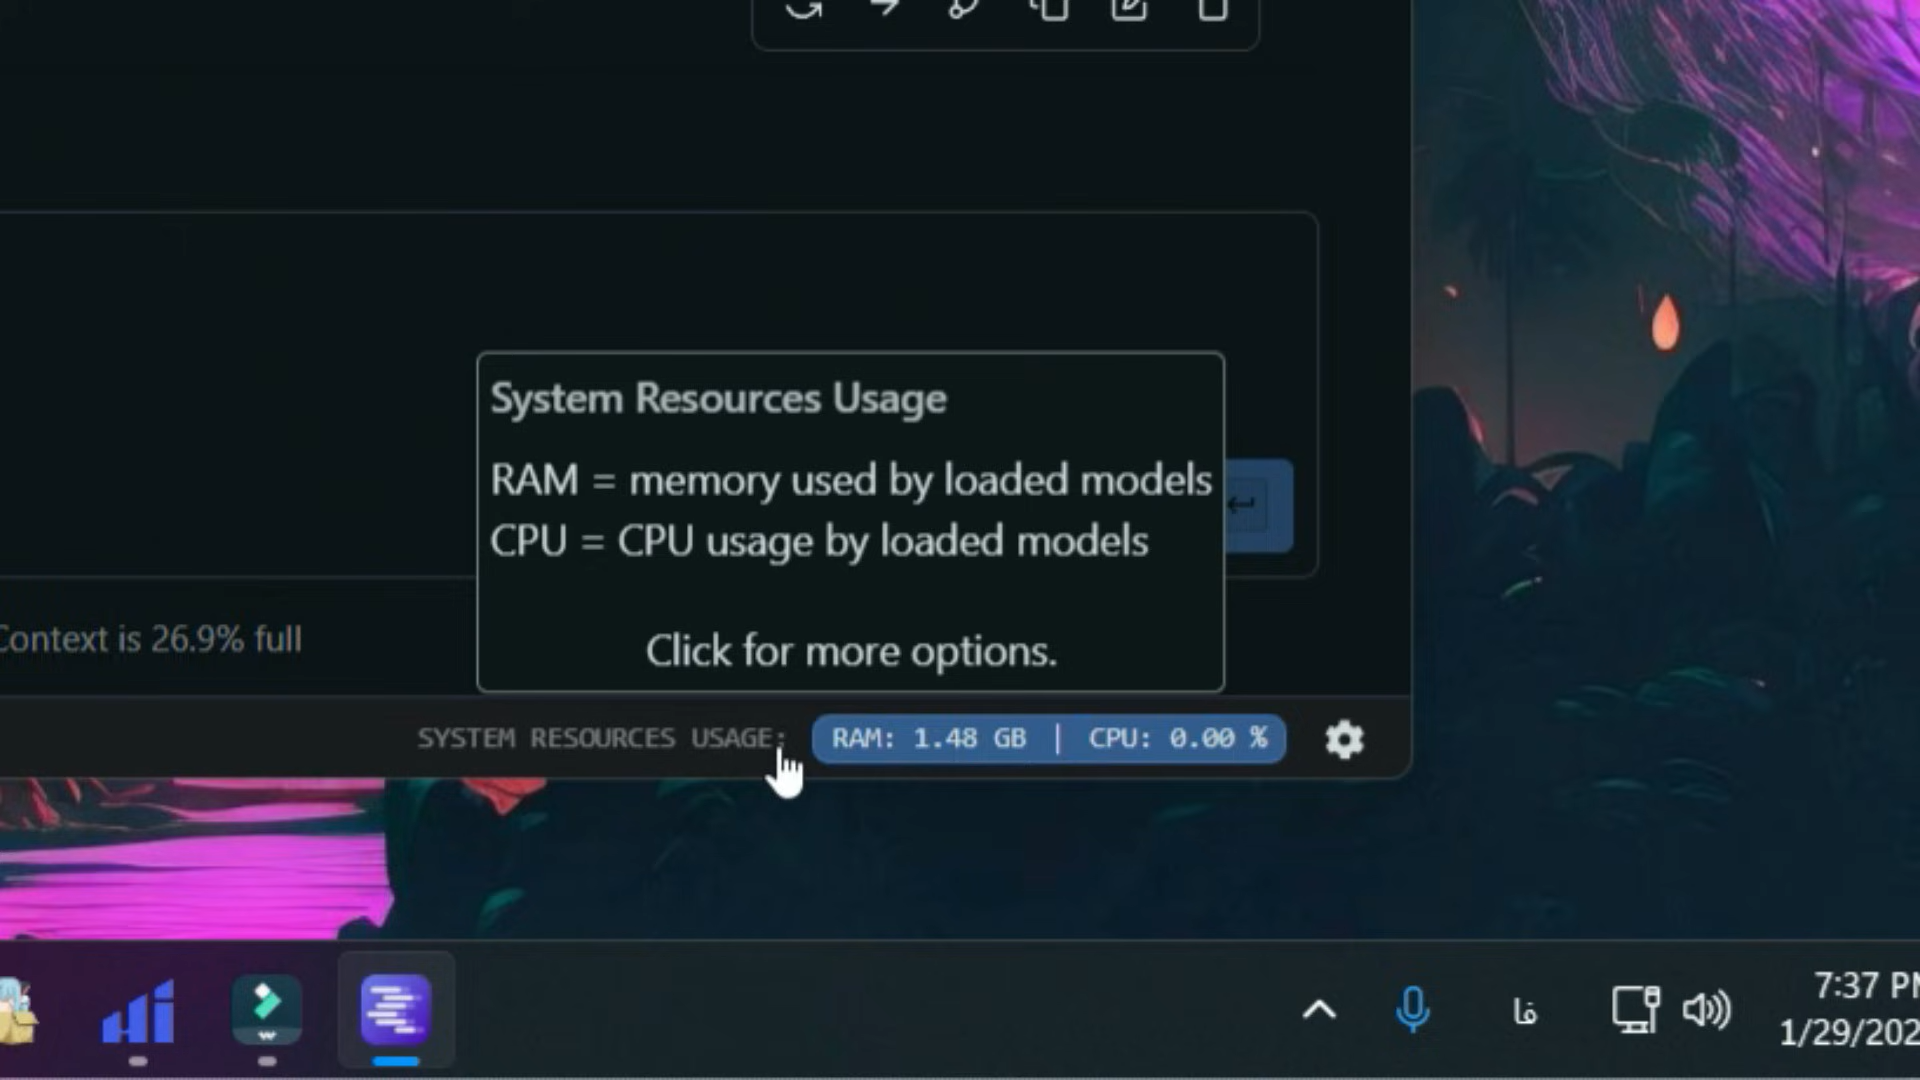 System Resources Usage
RAM = memory used by loaded models
CPU = CPU usage by loaded models
Click for more options.
Context is 26.9% full
SYSTEM RESOURCES USAGE: RAM: 1.48 GB | CPU: 0.00 %
فا
7:37 PM
1/29/202